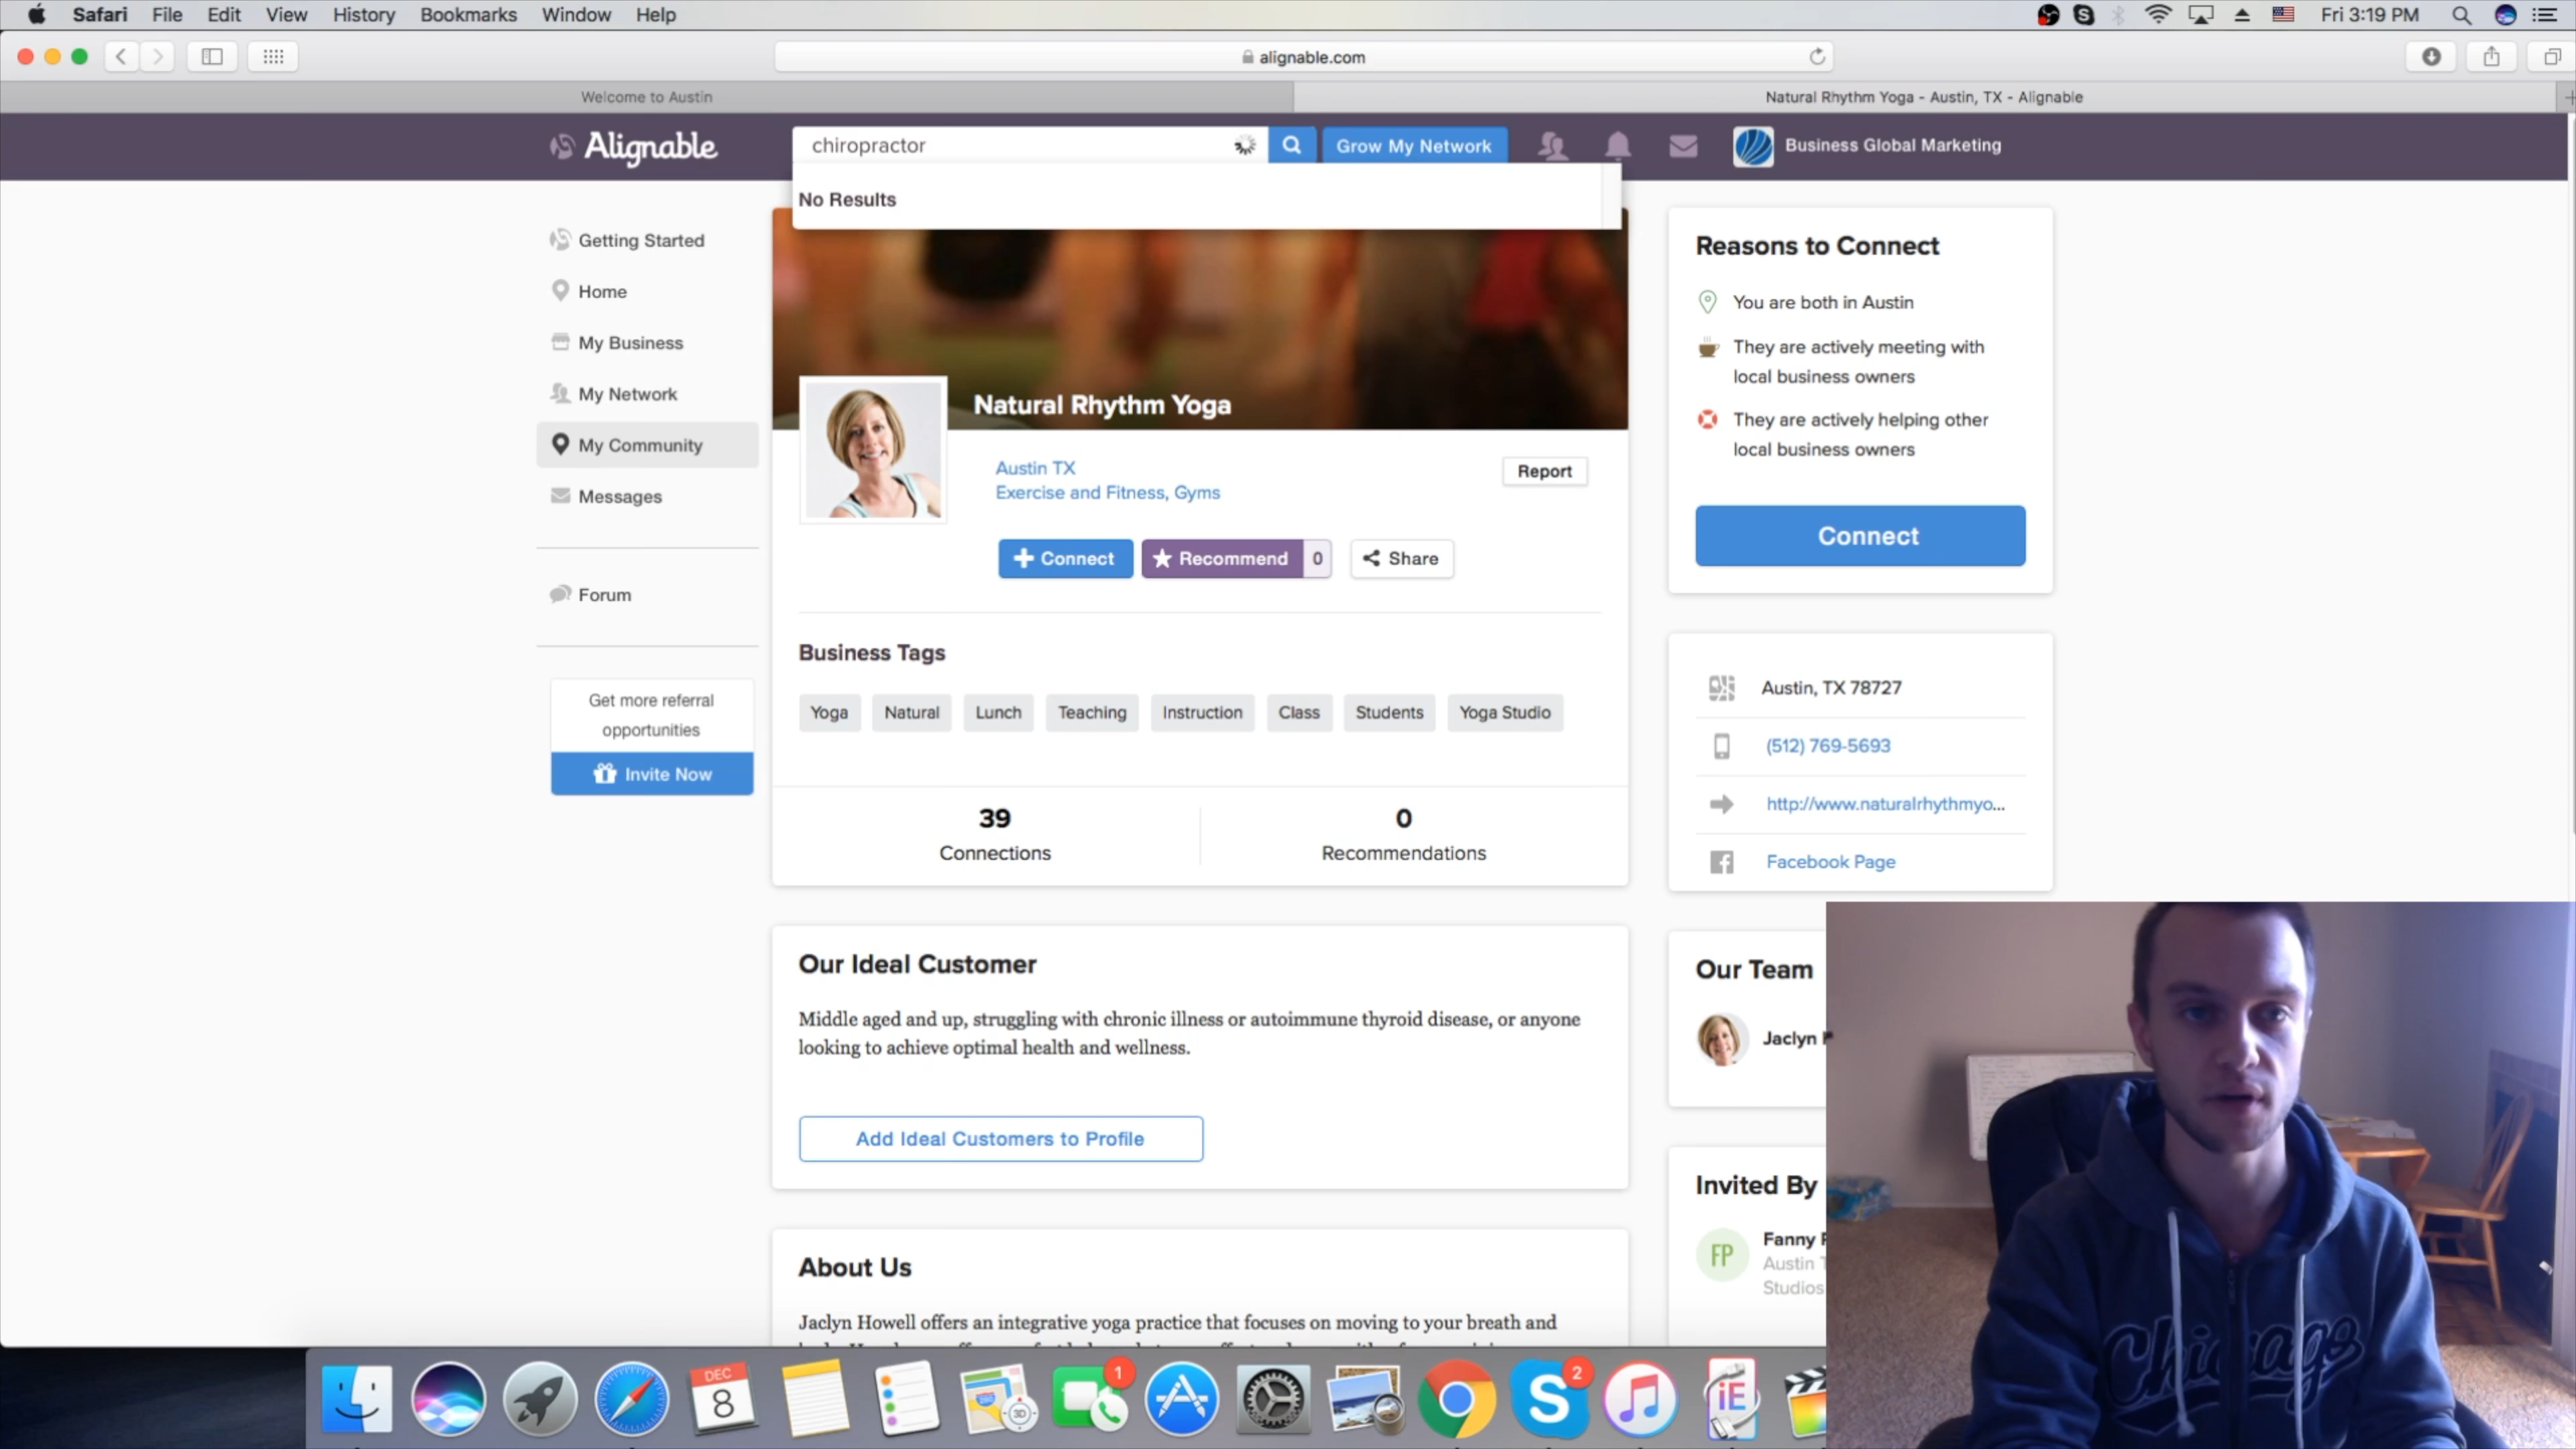 Safari File Edit View History Bookmarks Window Help
Fri 3:19 PM
alignable.com
Welcome to Austin
Natural Rhythm Yoga - Austin, TX - Alignable
Alignable
chiropractor
Grow My Network
Business Global Marketing
No Results
Getting Started
Home
My Business
My Network
My Community
Messages
Forum
Get more referral
opportunities
Invite Now
Natural Rhythm Yoga
Austin TX
Exercise and Fitness, Gyms
Report
Connect
Recommend 0
Share
Business Tags
Yoga Natural Lunch Teaching Instruction Class Students Yoga Studio
39
Connections
0
Recommendations
Our Ideal Customer
Middle aged and up, struggling with chronic illness or autoimmune thyroid disease, or anyone
looking to achieve optimal health and wellness.
Add Ideal Customers to Profile
About Us
Jaclyn Howell offers an integrative yoga practice that focuses on moving to your breath and
Reasons to Connect
You are both in Austin
They are actively meeting with
local business owners
They are actively helping other
local business owners
Connect
Austin, TX 78727
(512) 769-5693
http://www.naturalrhythmyo...
Facebook Page
Our Team
Jaclyn
Invited By
FP
Fanny
Austin
Studios
Chicago
DEC
8
3D
1
S
2
iE